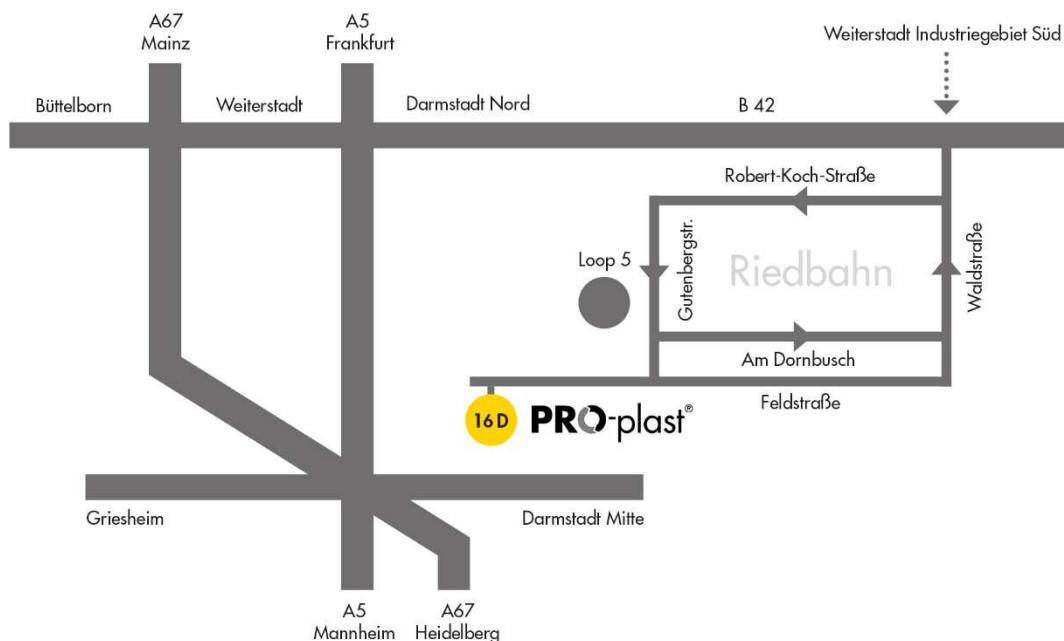 A67
Mainz
A5
Frankfurt
Weiterstadt Industriegebiet Süd
Büttelborn
Weiterstadt
Darmstadt Nord
B 42
Robert-Koch-Straße
Gutenbergstr.
Waldstraße
Loop 5
Riedbahn
Am Dornbusch
Feldstraße
16 D
PRO-plast®
Griesheim
Darmstadt Mitte
A5
Mannheim
A67
Heidelberg